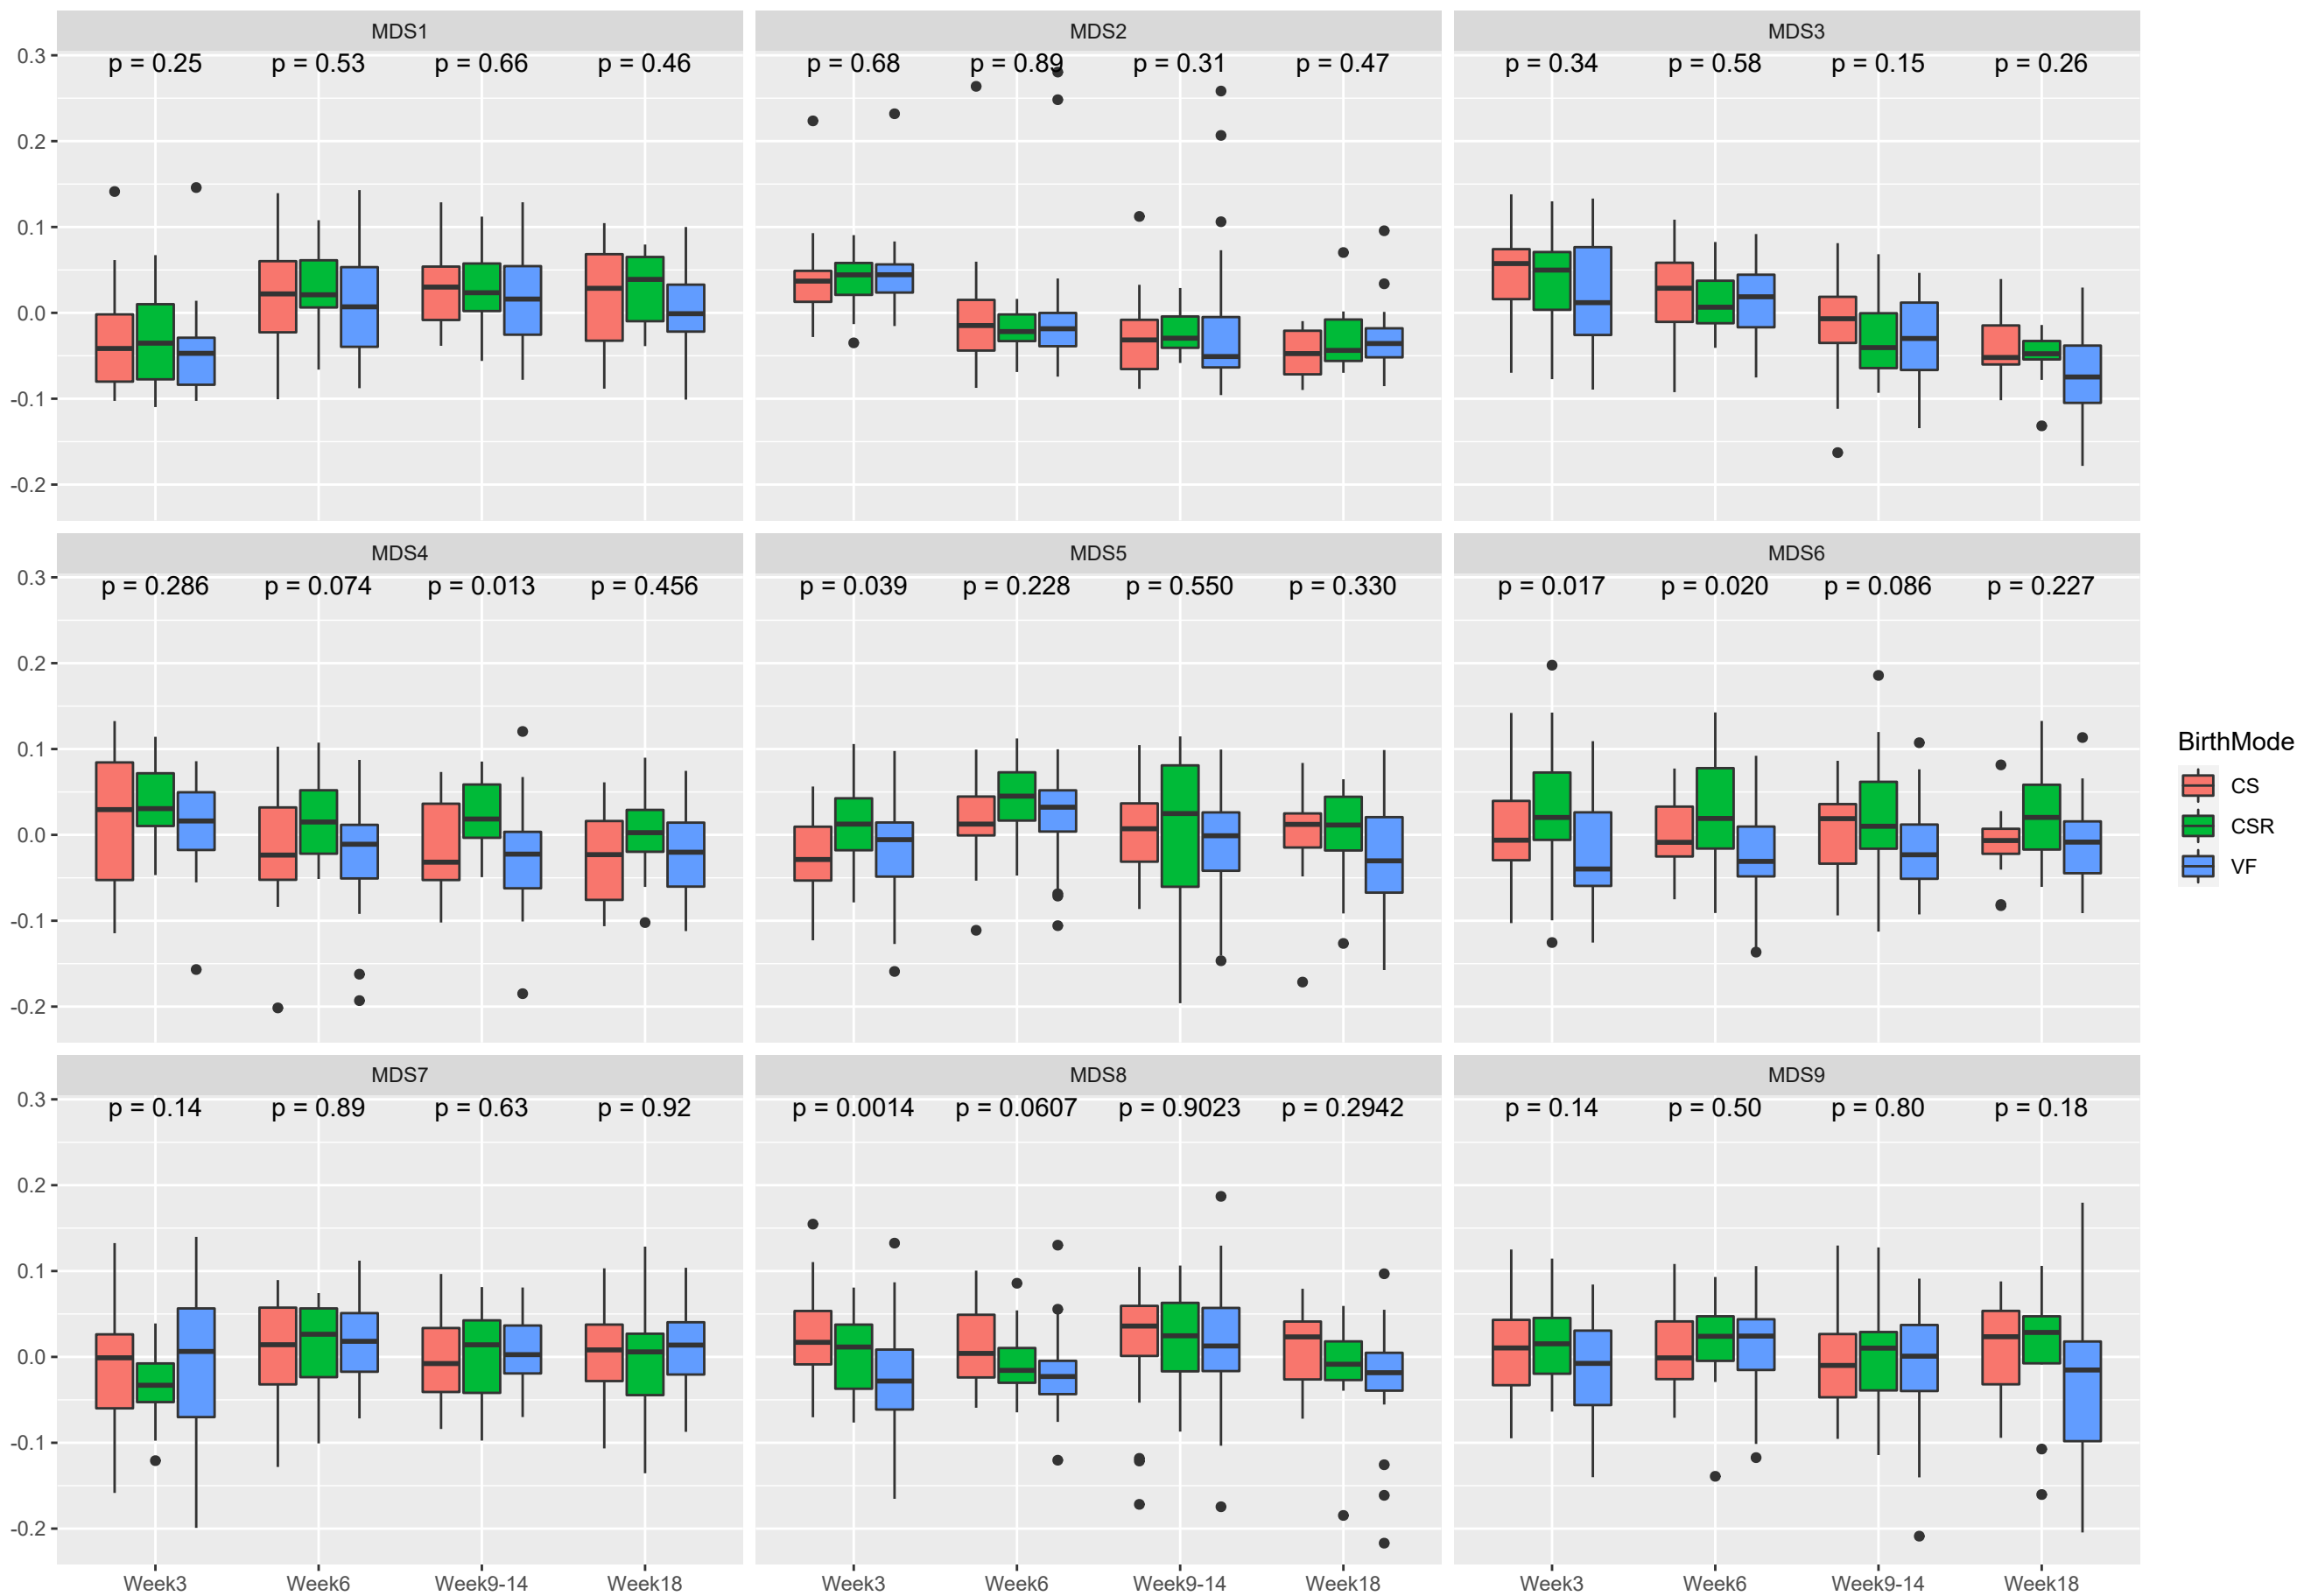 MDS1 MDS2 MDS3
0.3
p = 0.25 p = 0.53 p = 0.66 p = 0.46 p = 0.68 p = 0.89 p = 0.31 p = 0.47 p = 0.34 p = 0.58 p = 0.15 p = 0.26
0.2
0.1
0.0
-0.1
-0.2
MDS4 MDS5 MDS6
0.3
p = 0.286 p = 0.074 p = 0.013 p = 0.456 p = 0.039 p = 0.228 p = 0.550 p = 0.330 p = 0.017 p = 0.020 p = 0.086 p = 0.227
0.2
0.1
0.0
-0.1
-0.2
BirthMode
CS
CSR
VF
MDS7 MDS8 MDS9
0.3
p = 0.14 p = 0.89 p = 0.63 p = 0.92 p = 0.0014 p = 0.0607 p = 0.9023 p = 0.2942 p = 0.14 p = 0.50 p = 0.80 p = 0.18
0.2
0.1
0.0
-0.1
-0.2
Week3 Week6 Week9-14 Week18 Week3 Week6 Week9-14 Week18 Week3 Week6 Week9-14 Week18